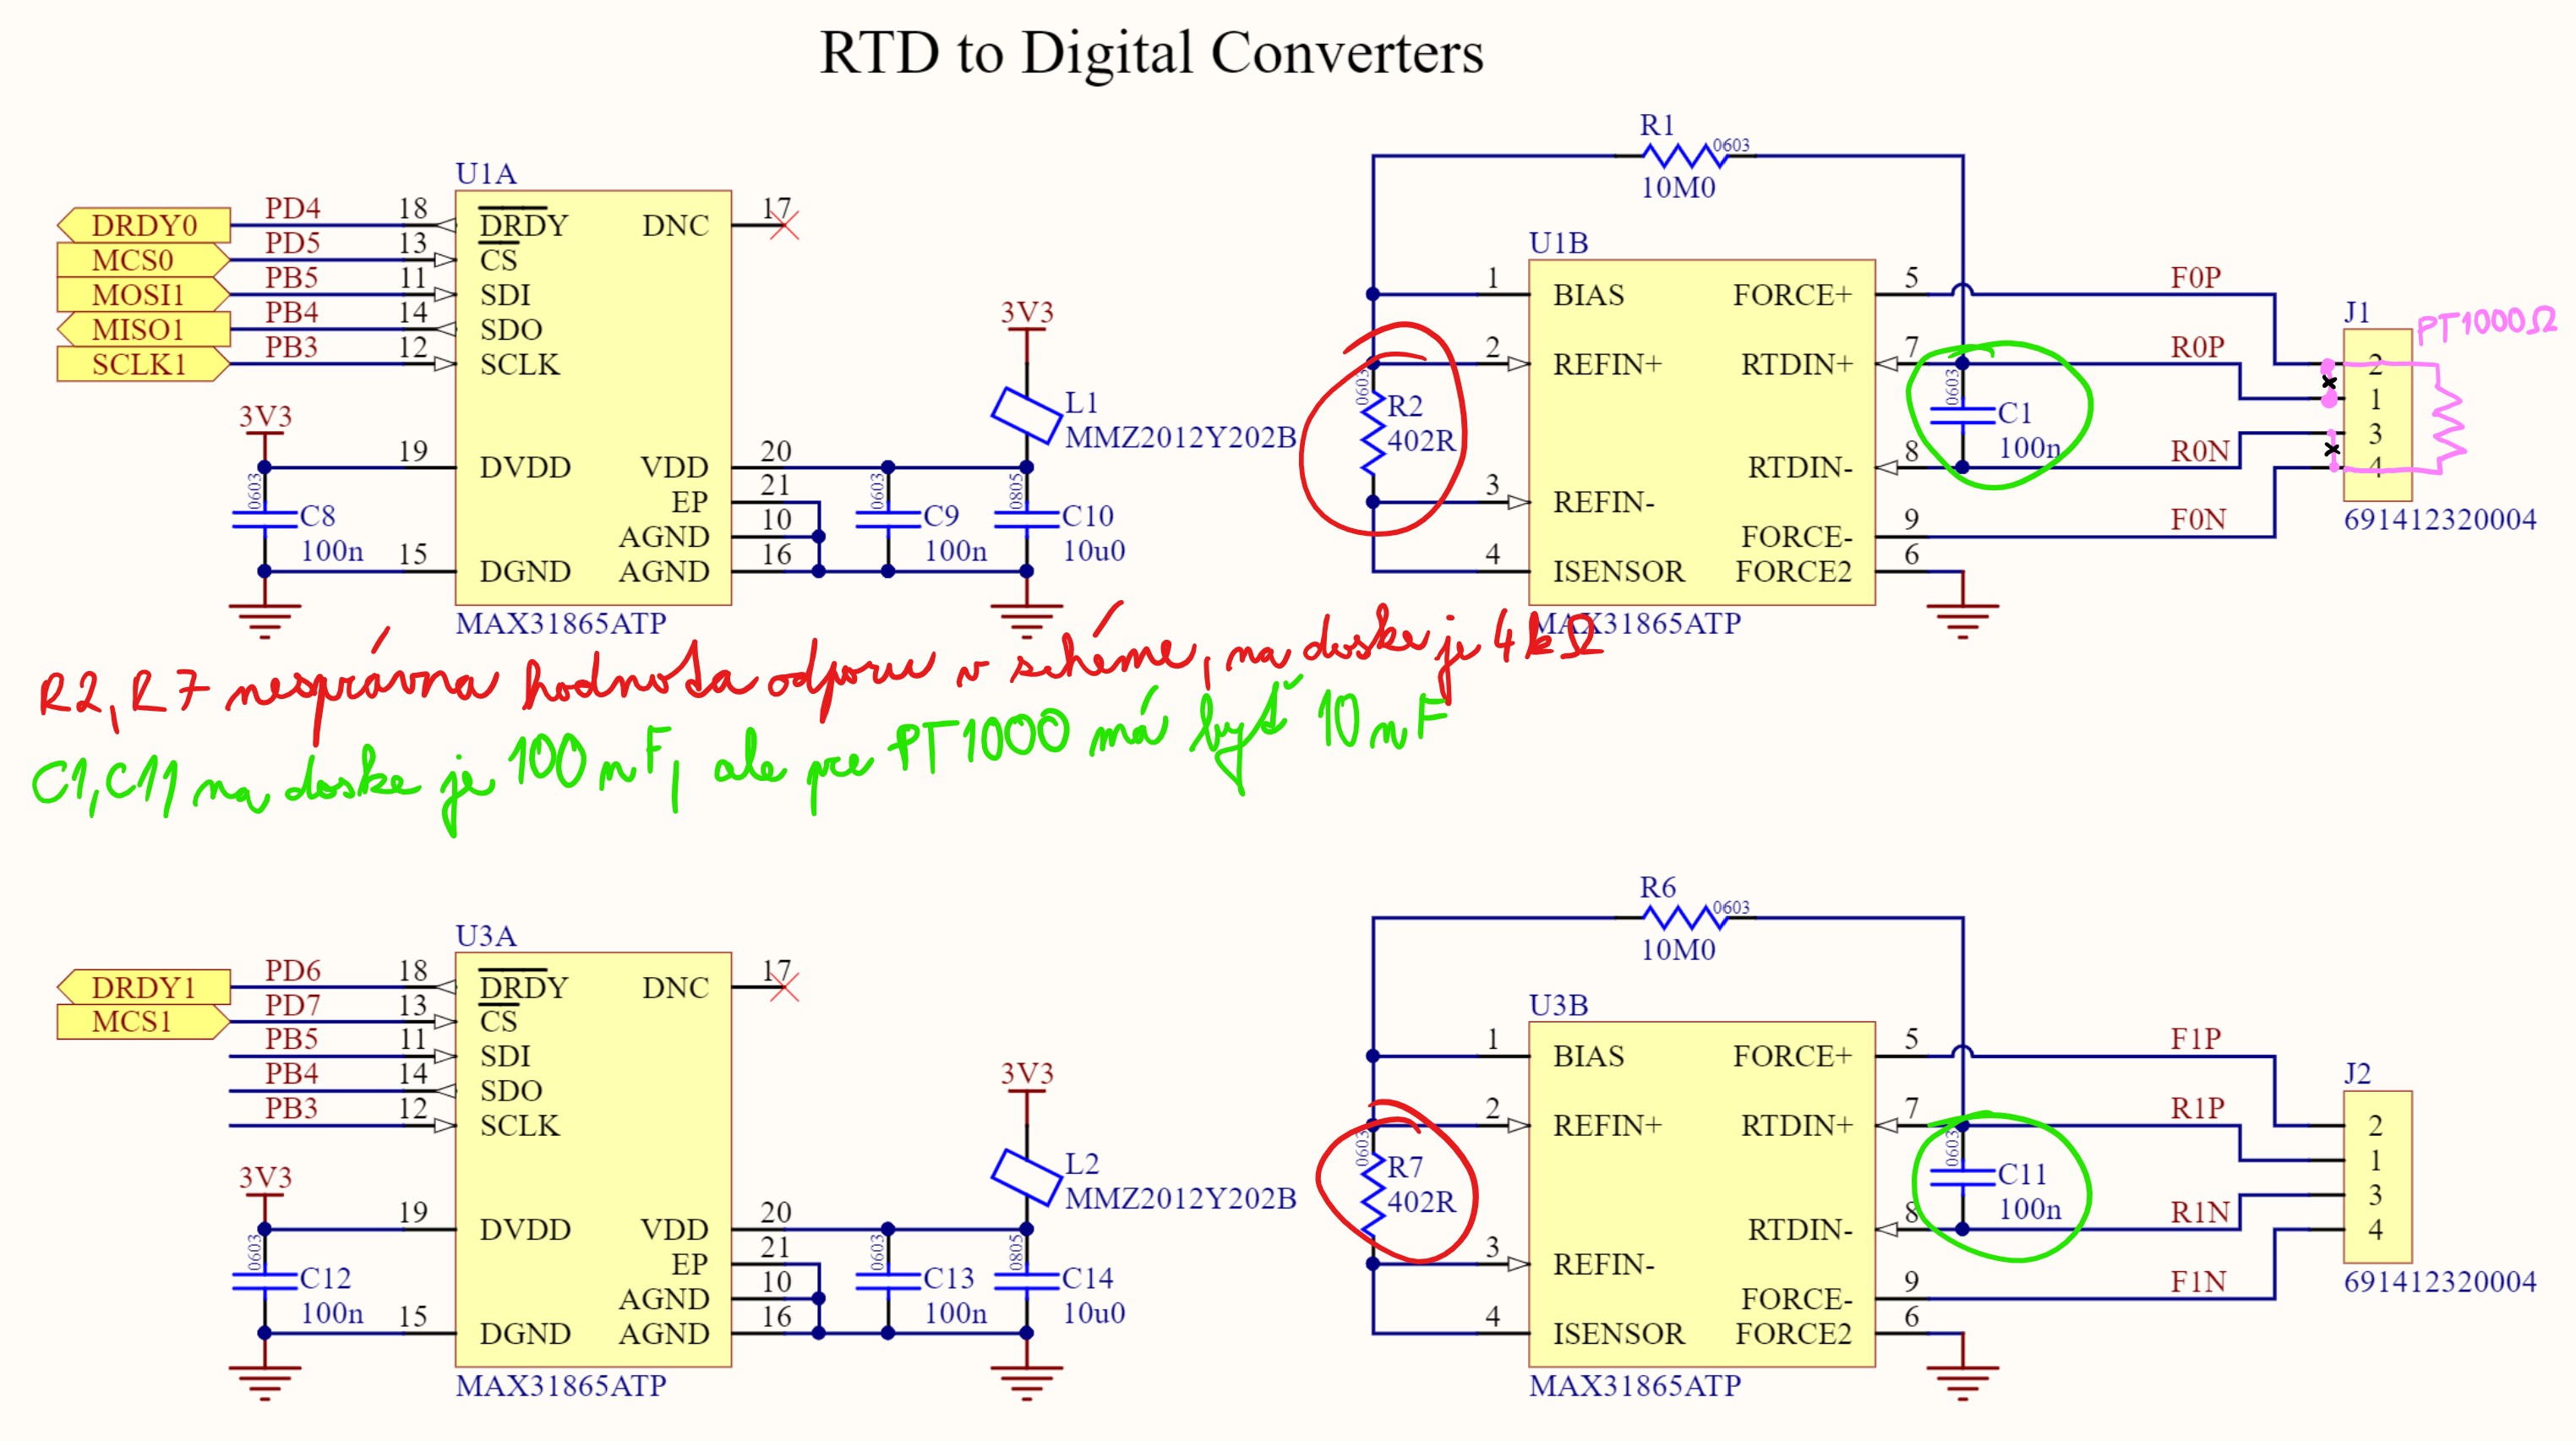 RTD to Digital Converters
U1A
DRDY0 PD4 18 DRDY DNC 17
MCS0 PD5 13 CS
MOSI1 PB5 11 SDI
MISO1 PB4 14 SDO
SCLK1 PB3 12 SCLK
3V3
19 DVDD VDD 20
EP 21
AGND 10
15 DGND AGND 16
0603
C8
100n
MAX31865ATP
3V3
L1
MMZ2012Y202B
0603
C9
100n
0805
C10
10u0
R1
0603
10M0
U1B
1 BIAS FORCE+ 5 F0P
2 REFIN+ RTDIN+ 7 R0P
RTDIN- 8 R0N
3 REFIN-
FORCE- 9 F0N
4 ISENSOR FORCE2 6
MAX31865ATP
0603
R2
402R
0603
C1
100n
J1
PT1000Ω
2
1
3
4
691412320004
R2, R7 nesprávna hodnota odporu v schéme, na doske je 4kΩ
C1, C11 na doske je 100nF, ale pre PT1000 má byť 10nF
U3A
DRDY1 PD6 18 DRDY DNC 17
MCS1 PD7 13 CS
PB5 11 SDI
PB4 14 SDO
PB3 12 SCLK
3V3
19 DVDD VDD 20
EP 21
AGND 10
15 DGND AGND 16
0603
C12
100n
MAX31865ATP
3V3
L2
MMZ2012Y202B
0603
C13
100n
0805
C14
10u0
R6
0603
10M0
U3B
1 BIAS FORCE+ 5 F1P
2 REFIN+ RTDIN+ 7 R1P
RTDIN- 8 R1N
3 REFIN-
FORCE- 9 F1N
4 ISENSOR FORCE2 6
MAX31865ATP
0603
R7
402R
0603
C11
100n
J2
2
1
3
4
691412320004